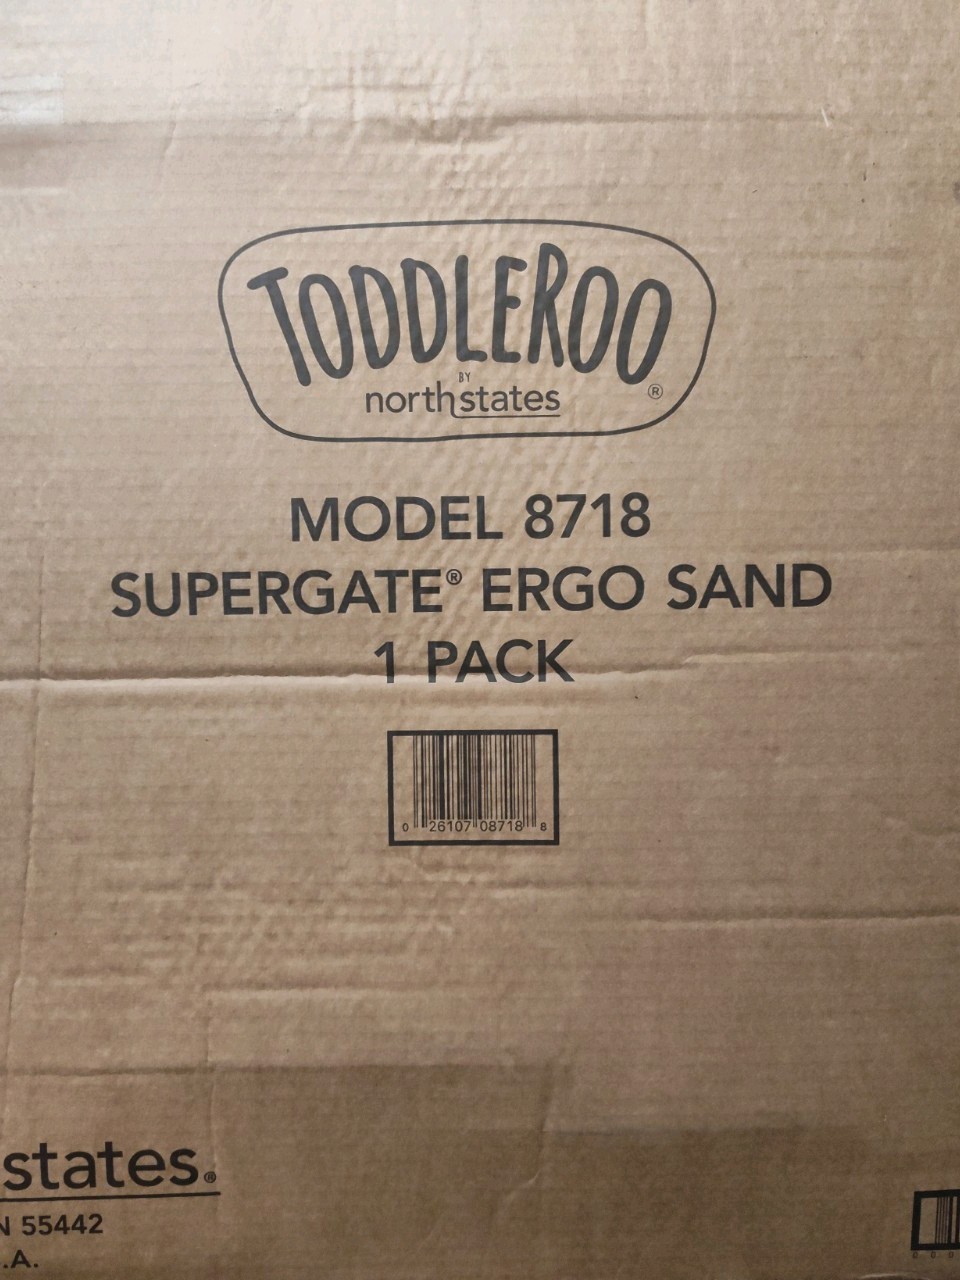 TODDLEROO
BY
northstates
®
MODEL 8718
SUPERGATE® ERGO SAND
1 PACK
0 26107 08718 8
states®
N 55442
.A.